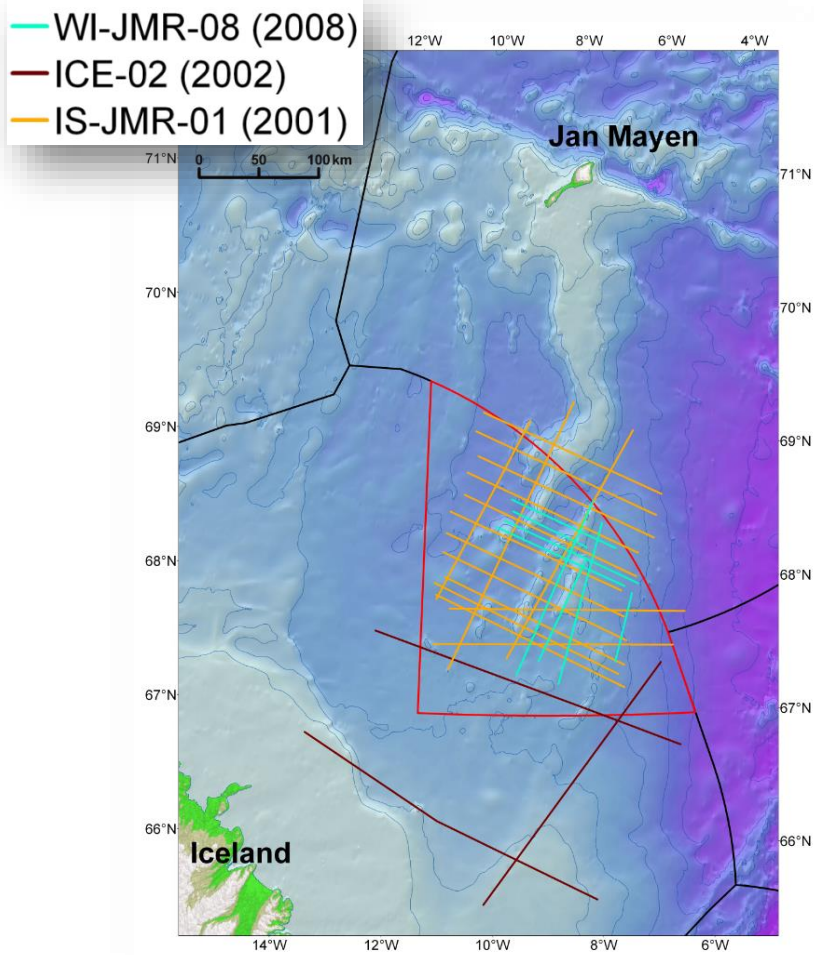 WI-JMR-08 (2008)
ICE-02 (2002)
IS-JMR-01 (2001)
12°W 10°W 8°W 6°W 4°W
Jan Mayen
71°N 0 50 100 km 71°N
70°N 70°N
69°N 69°N
68°N 68°N
67°N 67°N
66°N 66°N
Iceland
14°W 12°W 10°W 8°W 6°W